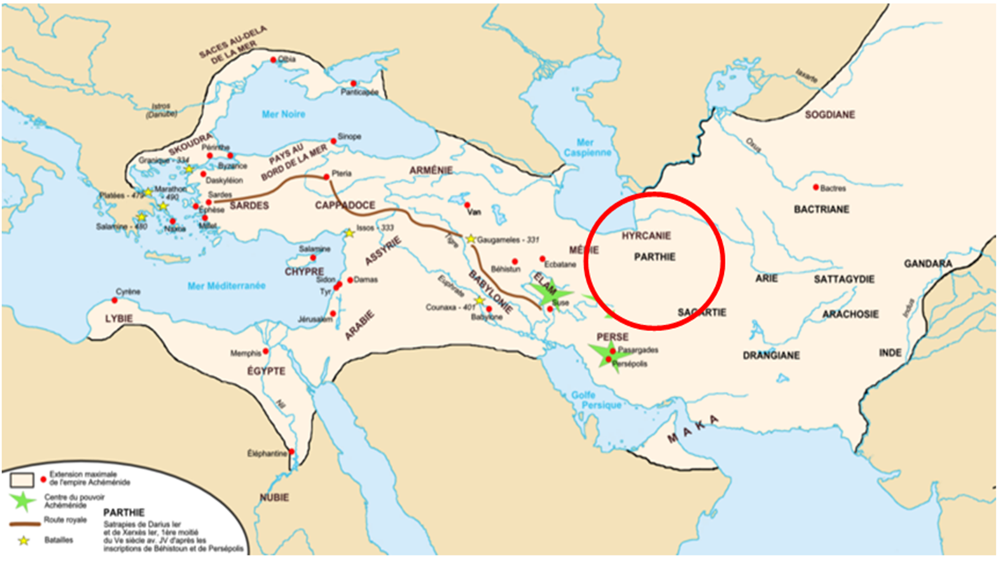 SACES AU-DELA
DE LA MER
Olbia
Panticapée
Iaxarte
SOGDIANE
Istros
(Danube)
Mer Noire
Mer
Caspienne
Oxus
SKOUDRA
Périnthe
Byzance
Sinope
PAYS AU
BORD DE LA MER
Granique - 334
Daskyléion
Pteria
ARMÉNIE
Bactres
BACTRIANE
Platées - 479
Marathon
- 490
Sardes
SARDES
CAPPADOCE
Van
Éphèse
Salamine - 480
Naxos
Milet
Issos - 333
Tigre
Gaugameles - 331
HYRCANIE
PARTHIE
MÉDIE
ASSYRIE
Salamine
CHYPRE
Béhistun
Ecbatane
GANDARA
ARIE
SATTAGYDIE
Mer Méditerranée
Sidon
Damas
Tyr
Euphrate
BABYLONIE
ÉLAM
Suse
Cyrène
LYBIE
Jérusalem
ARABIE
Counaxa - 401
Babylone
SAGARTIE
ARACHOSIE
Indus
PERSE
Pasargades
Persépolis
DRANGIANE
INDE
Memphis
ÉGYPTE
Nil
Golfe
Persique
MAKA
Éléphantine
NUBIE
Extension maximale
de l'empire Achéménide
Centre du pouvoir
Achéménide
Route royale
Batailles
PARTHIE
Satrapies de Darius Ier
et de Xerxès Ier, 1ère moitié
du Ve siècle av. JV d'après les
inscriptions de Béhistoun et de Persépolis